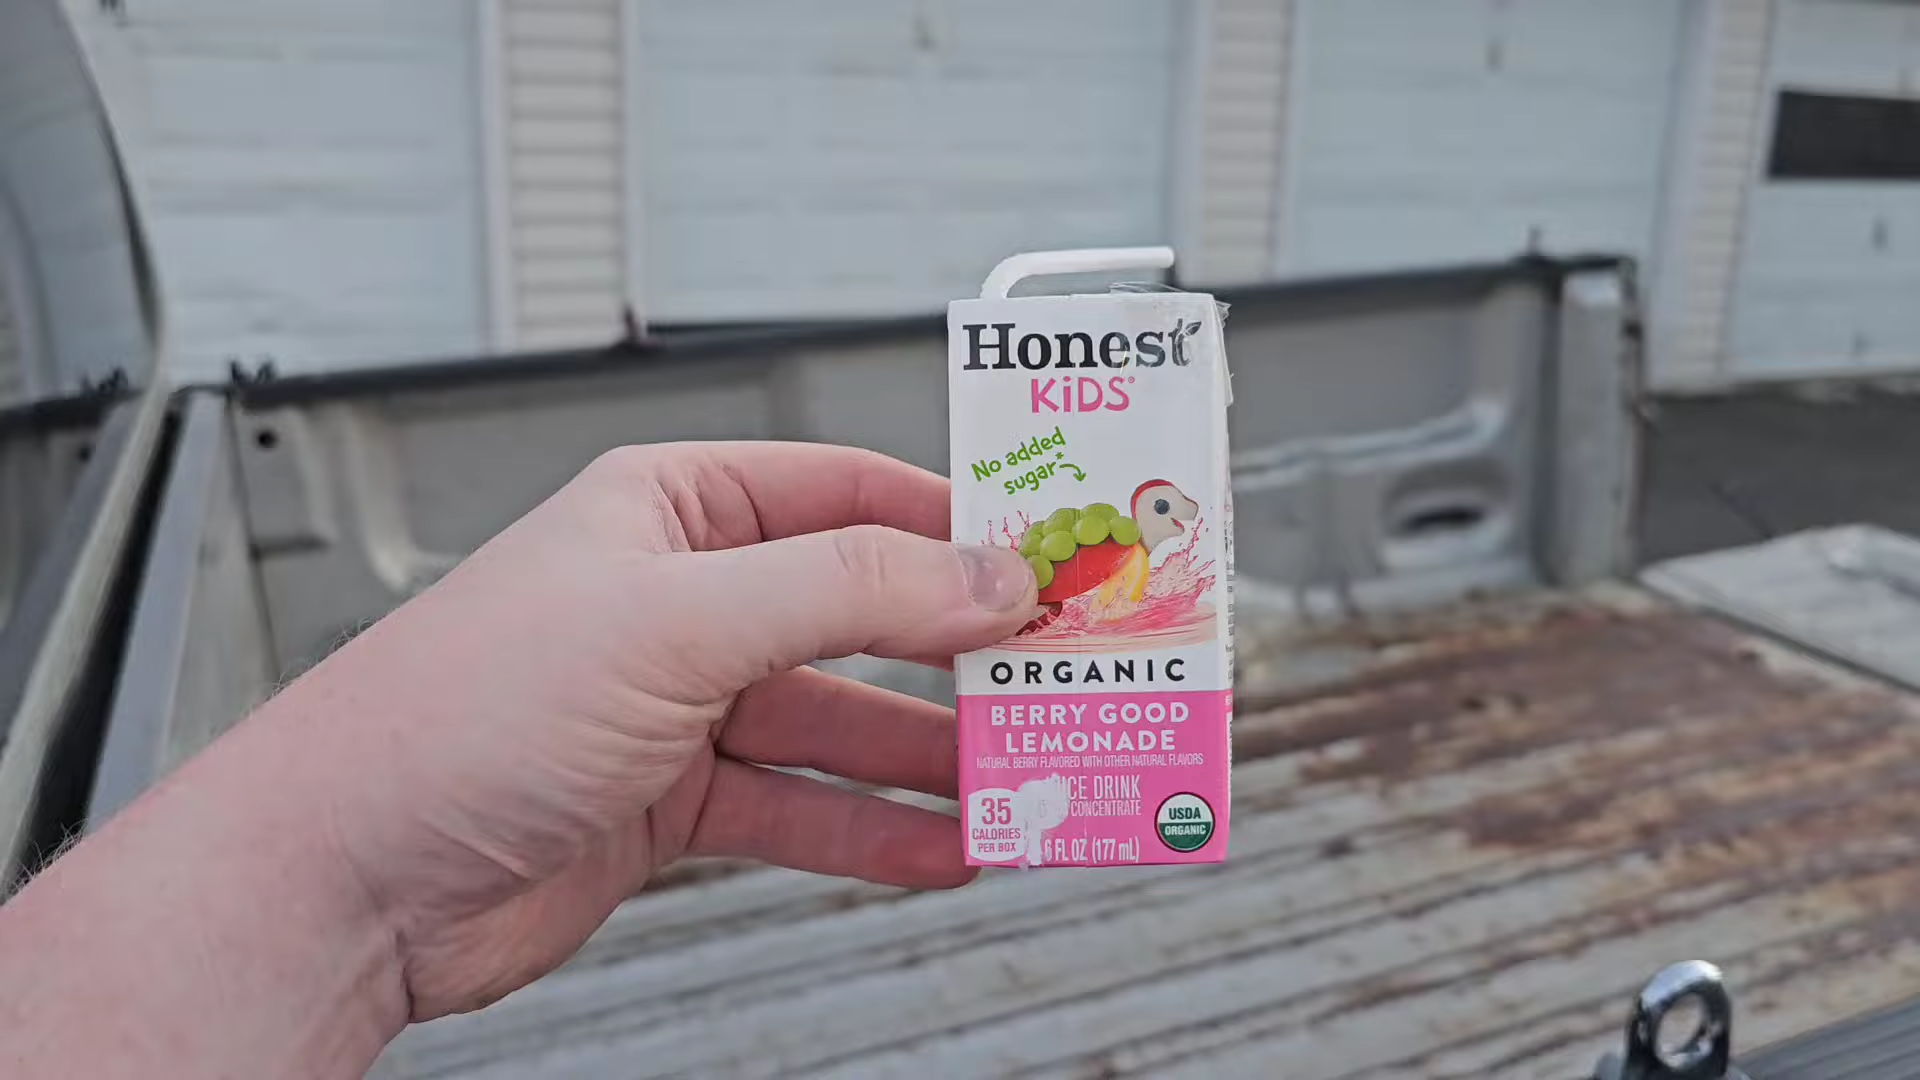 Honest
KiDS®
No added
sugar*
ORGANIC
BERRY GOOD
LEMONADE
NATURAL BERRY FLAVORED WITH OTHER NATURAL FLAVORS
DRINK
CONCENTRATE
35
CALORIES
PER BOX
6 FL OZ (177 mL)
USDA
ORGANIC